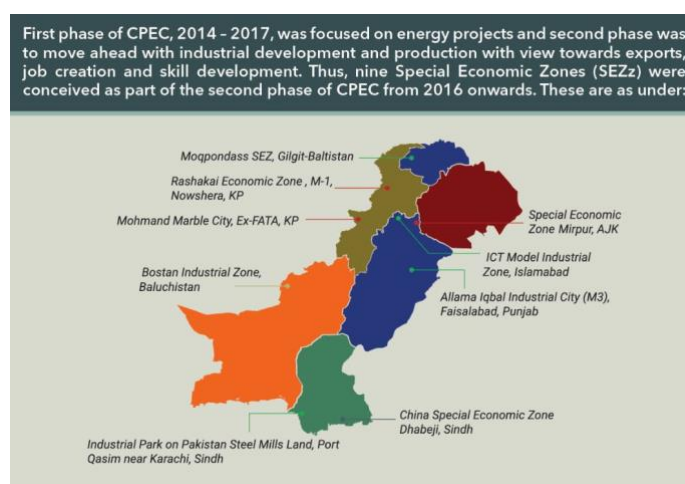 First phase of CPEC, 2014 – 2017, was focused on energy projects and second phase was
to move ahead with industrial development and production with view towards exports,
job creation and skill development. Thus, nine Special Economic Zones (SEZz) were
conceived as part of the second phase of CPEC from 2016 onwards. These are as under:
Moqpondass SEZ, Gilgit-Baltistan
Rashakai Economic Zone , M-1,
Nowshera, KP
Mohmand Marble City, Ex-FATA, KP
Special Economic
Zone Mirpur, AJK
ICT Model Industrial
Zone, Islamabad
Bostan Industrial Zone,
Baluchistan
Allama Iqbal Industrial City (M3),
Faisalabad, Punjab
China Special Economic Zone
Dhabeji, Sindh
Industrial Park on Pakistan Steel Mills Land, Port
Qasim near Karachi, Sindh